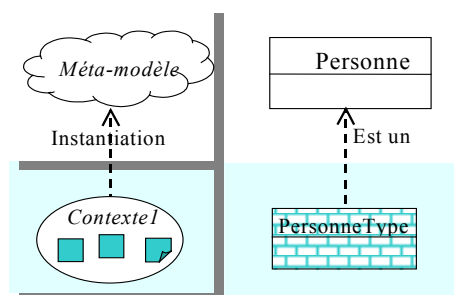 Méta-modèle
Personne
Instantiation
Est un
Contexte1
PersonneType